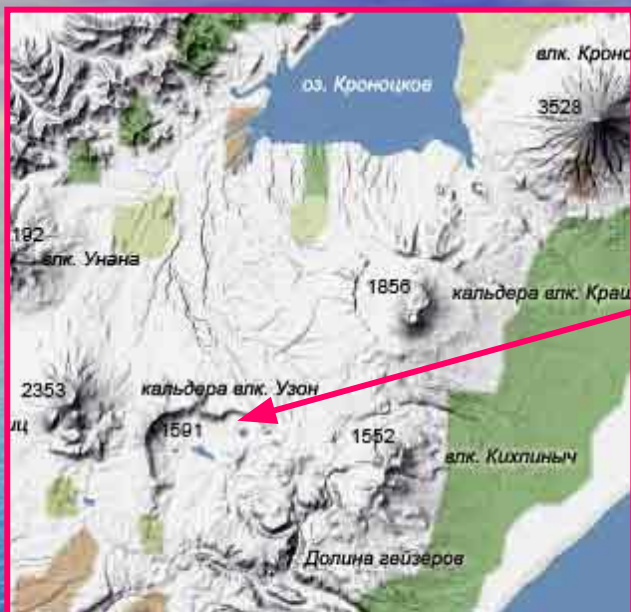 влк. Кроно
оз. Кроноцков
3528
192
влк. Унана
1856
кальдера влк. Краш
2353
кальдера влк. Узон
иц
1591
1552
влк. Кихпиныч
Долина гейзеров